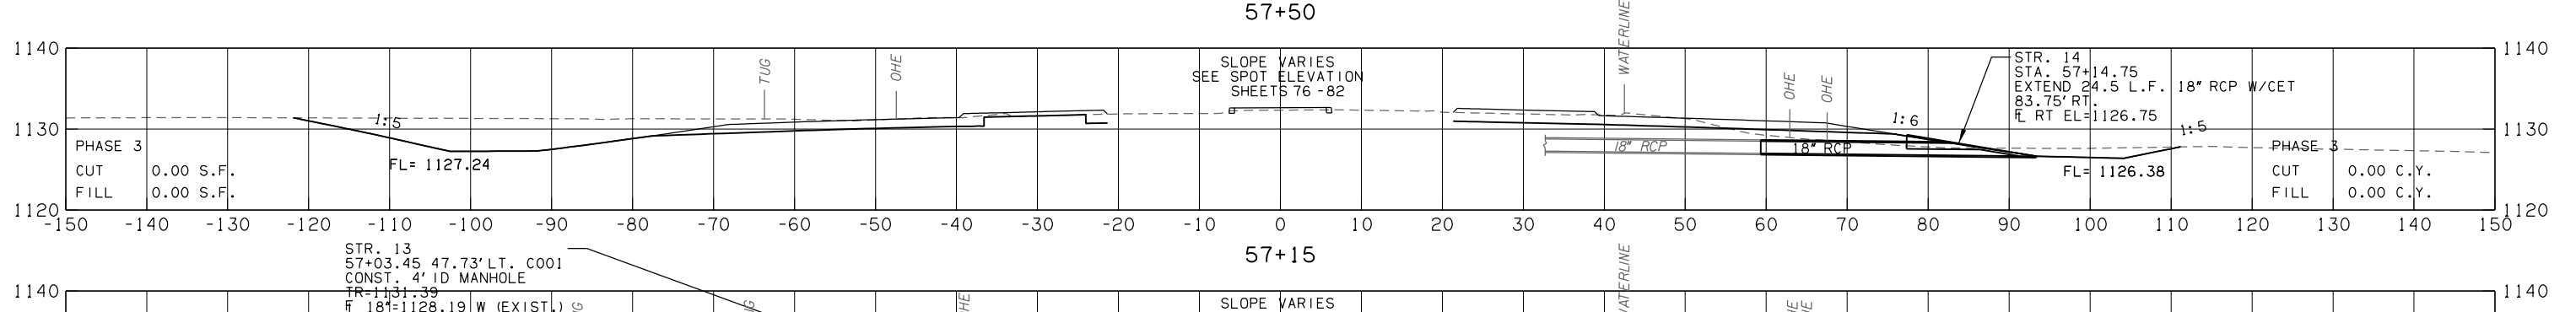 57+50
1140
1130
1120
TUG
OHE
SLOPE VARIES
SEE SPOT ELEVATION
SHEETS 76 -82
WATERLINE
OHE
OHE
STR. 14
STA. 57+14.75
EXTEND 24.5 L.F. 18" RCP W/CET
83.75' RT.
FL RT EL=1126.75
1140
1130
1120
1:5
1:6
1:5
PHASE 3
CUT 0.00 S.F.
FILL 0.00 S.F.
FL= 1127.24
18" RCP
18" RCP
FL= 1126.38
PHASE 3
CUT 0.00 C.Y.
FILL 0.00 C.Y.
-150 -140 -130 -120 -110 -100 -90 -80 -70 -60 -50 -40 -30 -20 -10 0 10 20 30 40 50 60 70 80 90 100 110 120 130 140 150
57+15
STR. 13
57+03.45 47.73' LT. C001
CONST. 4' ID MANHOLE
TR-1131.39
18"=1128.19 W (EXIST.)
1140
SLOPE VARIES
WATERLINE
1140